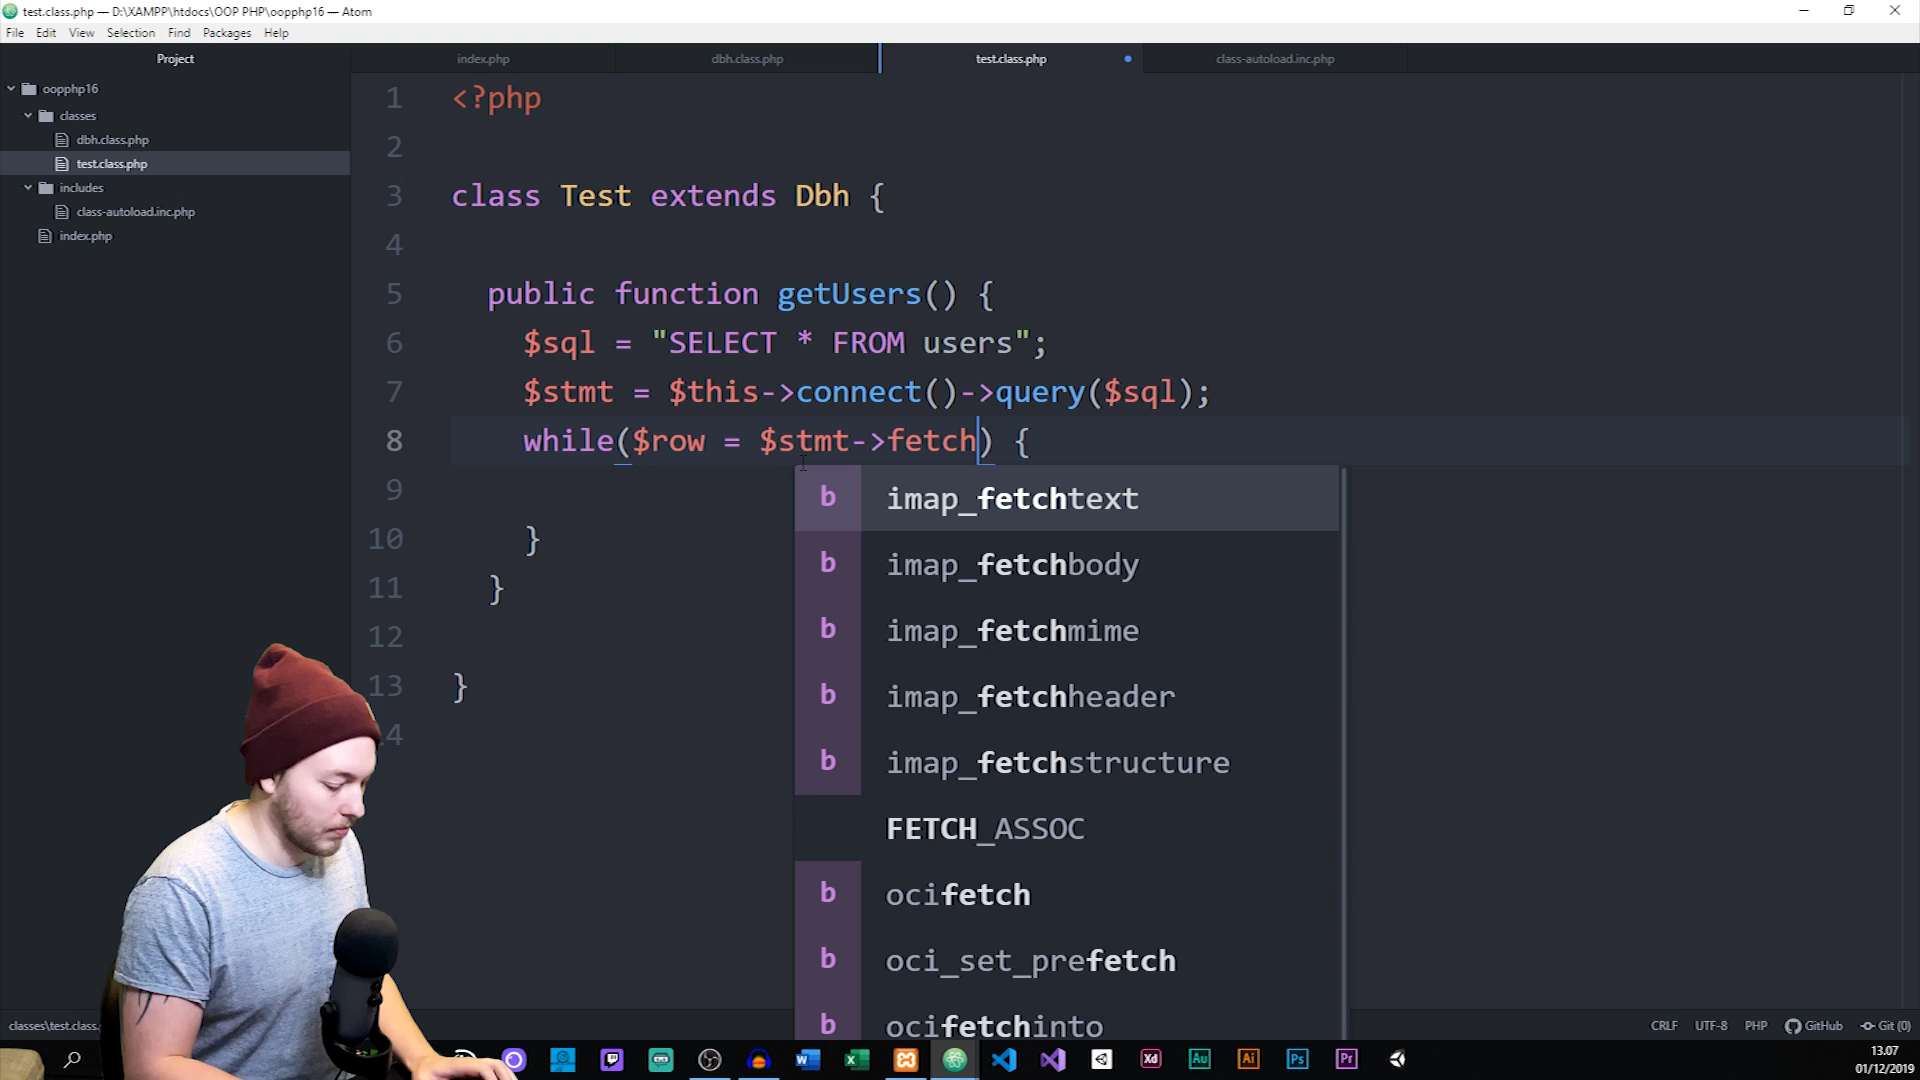 test.class.php — D:\XAMPP\htdocs\OOP PHP\oopphp16 — Atom
File Edit View Selection Find Packages Help
Project
index.php
dbh.class.php
test.class.php
class-autoload.inc.php
oopphp16
classes
dbh.class.php
test.class.php
includes
class-autoload.inc.php
index.php
1 <?php
2
3 class Test extends Dbh {
4
5 public function getUsers() {
6 $sql = "SELECT * FROM users";
7 $stmt = $this->connect()->query($sql);
8 while($row = $stmt->fetch) {
9
10 }
11 }
12
13 }
b imap_fetchtext
b imap_fetchbody
b imap_fetchmime
b imap_fetchheader
b imap_fetchstructure
FETCH_ASSOC
b ocifetch
b oci_set_prefetch
b ocifetchinto
CRLF UTF-8 PHP GitHub Git (0)
Xd Au Ai Ps Pr
13.07
01/12/2019